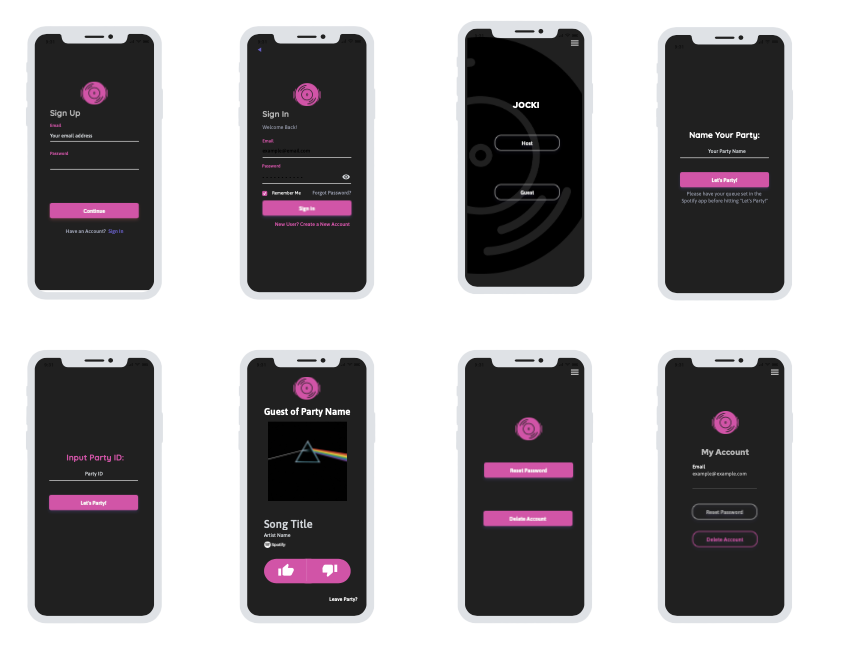 Sign Up
Email
Your email address
Password
Continue
Have an Account? Sign in
Sign In
Welcome Back!
Email
example@email.com
Password
Remember Me
Forgot Password?
Sign in
New User? Create a New Account
JOCKI
Host
Guest
Name Your Party:
Your Party Name
Let's Party!
Please have your queue set in the
Spotify app before hitting "Let's Party!"
Input Party ID:
Party ID
Let's Party!
Guest of Party Name
Song Title
Artist Name
Spotify
Leave Party?
Reset Password
Delete Account
My Account
Email
example@example.com
Reset Password
Delete Account